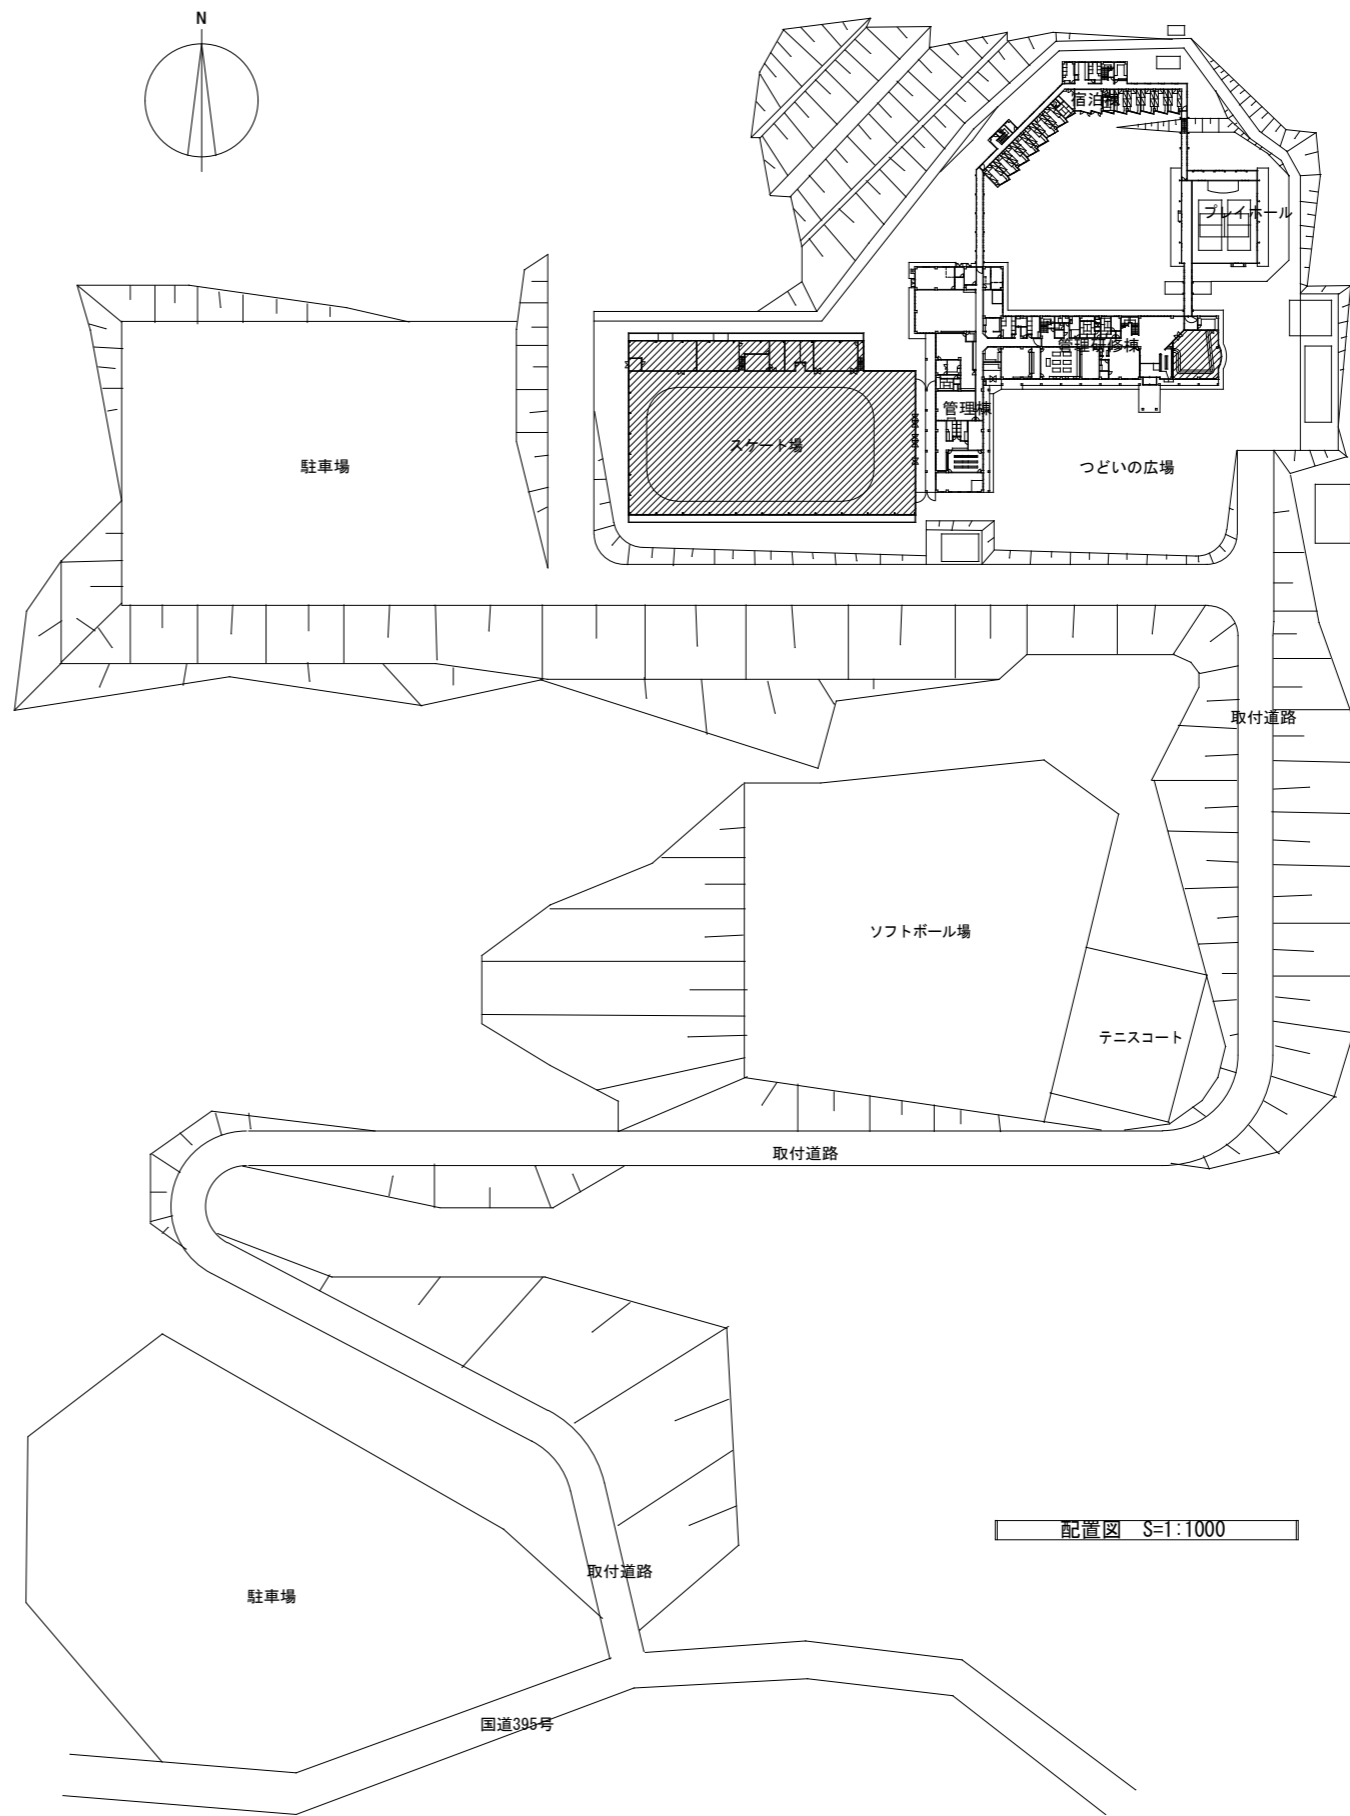 N
宿泊棟
プレイホール
管理研修棟
管理棟
スケート場
駐車場
つどいの広場
取付道路
ソフトボール場
テニスコート
取付道路
配置図 S=1:1000
取付道路
駐車場
国道395号